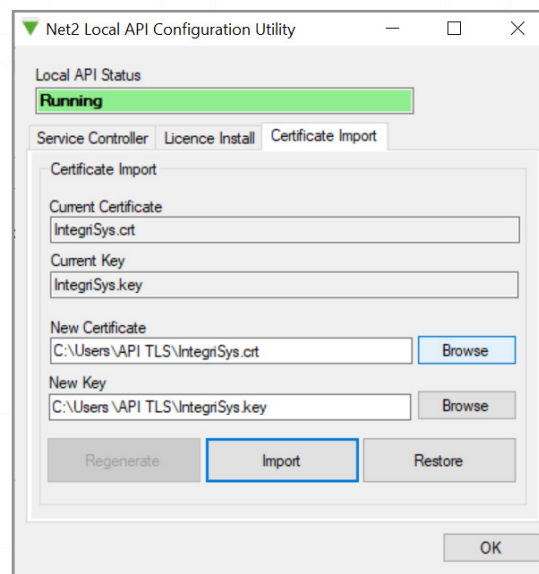 Net2 Local API Configuration Utility
Local API Status
Running
Service Controller Licence Install Certificate Import
Certificate Import
Current Certificate
IntegriSys.crt
Current Key
IntegriSys.key
New Certificate
C:\Users\API TLS\IntegriSys.crt Browse
New Key
C:\Users \API TLS\IntegriSys.key Browse
Regenerate Import Restore
OK